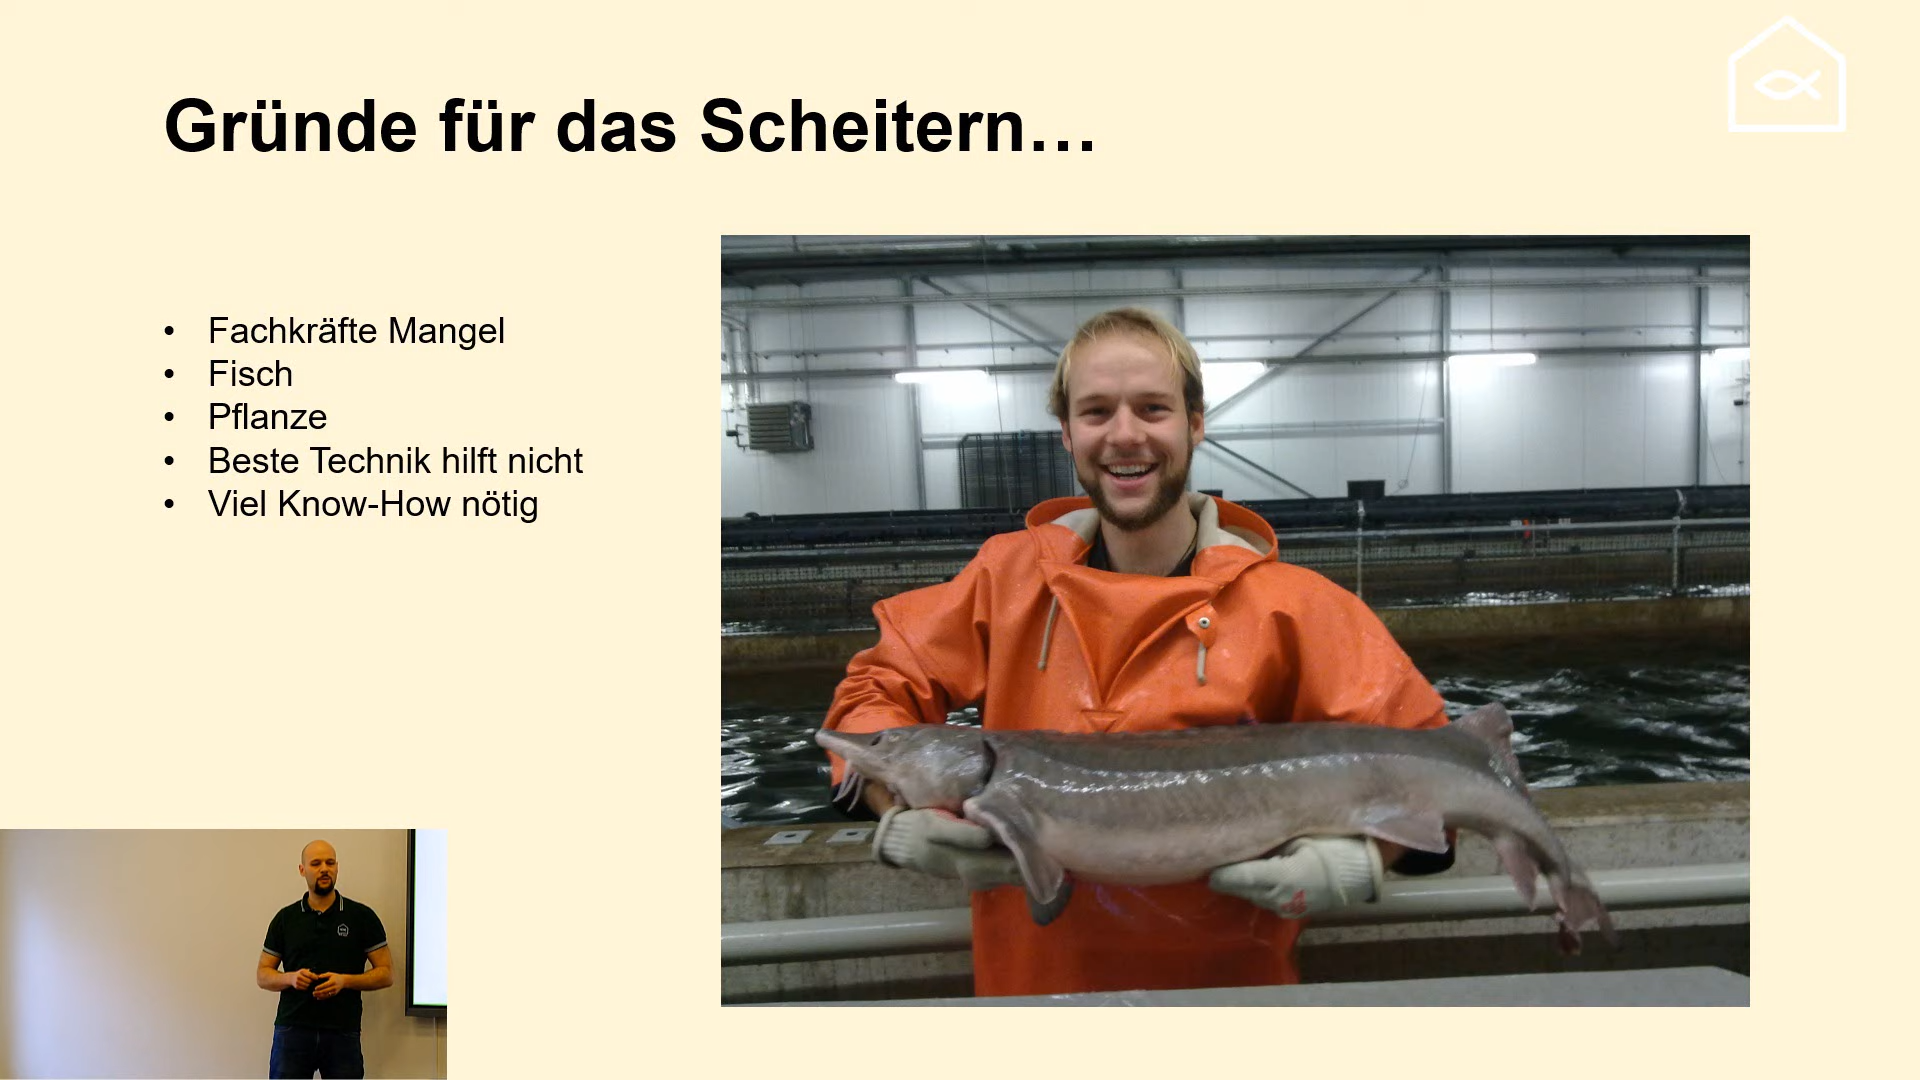 Gründe für das Scheitern…
• Fachkräfte Mangel
• Fisch
• Pflanze
• Beste Technik hilft nicht
• Viel Know-How nötig